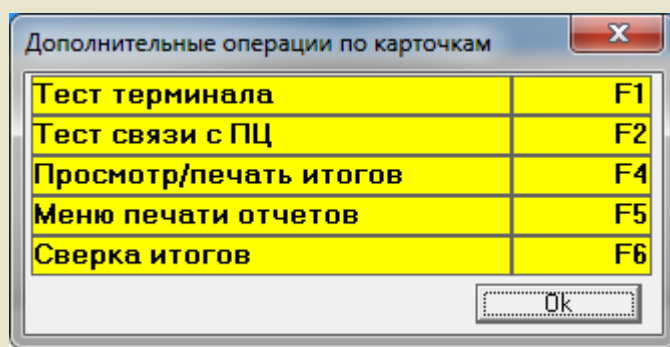 Дополнительные операции по карточкам
Тест терминала F1
Тест связи с ПЦ F2
Просмотр/печать итогов F4
Меню печати отчетов F5
Сверка итогов F6
Ok